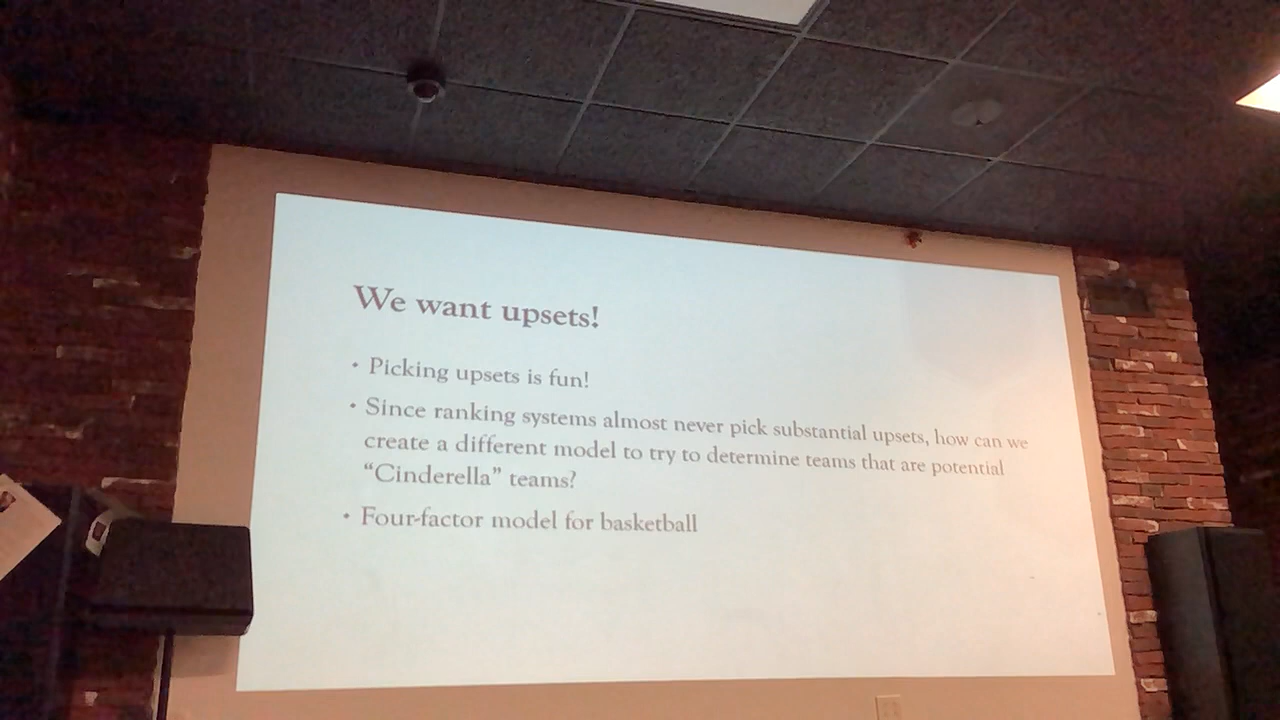 We want upsets!
• Picking upsets is fun!
• Since ranking systems almost never pick substantial upsets, how can we
create a different model to try to determine teams that are potential
“Cinderella” teams?
• Four-factor model for basketball